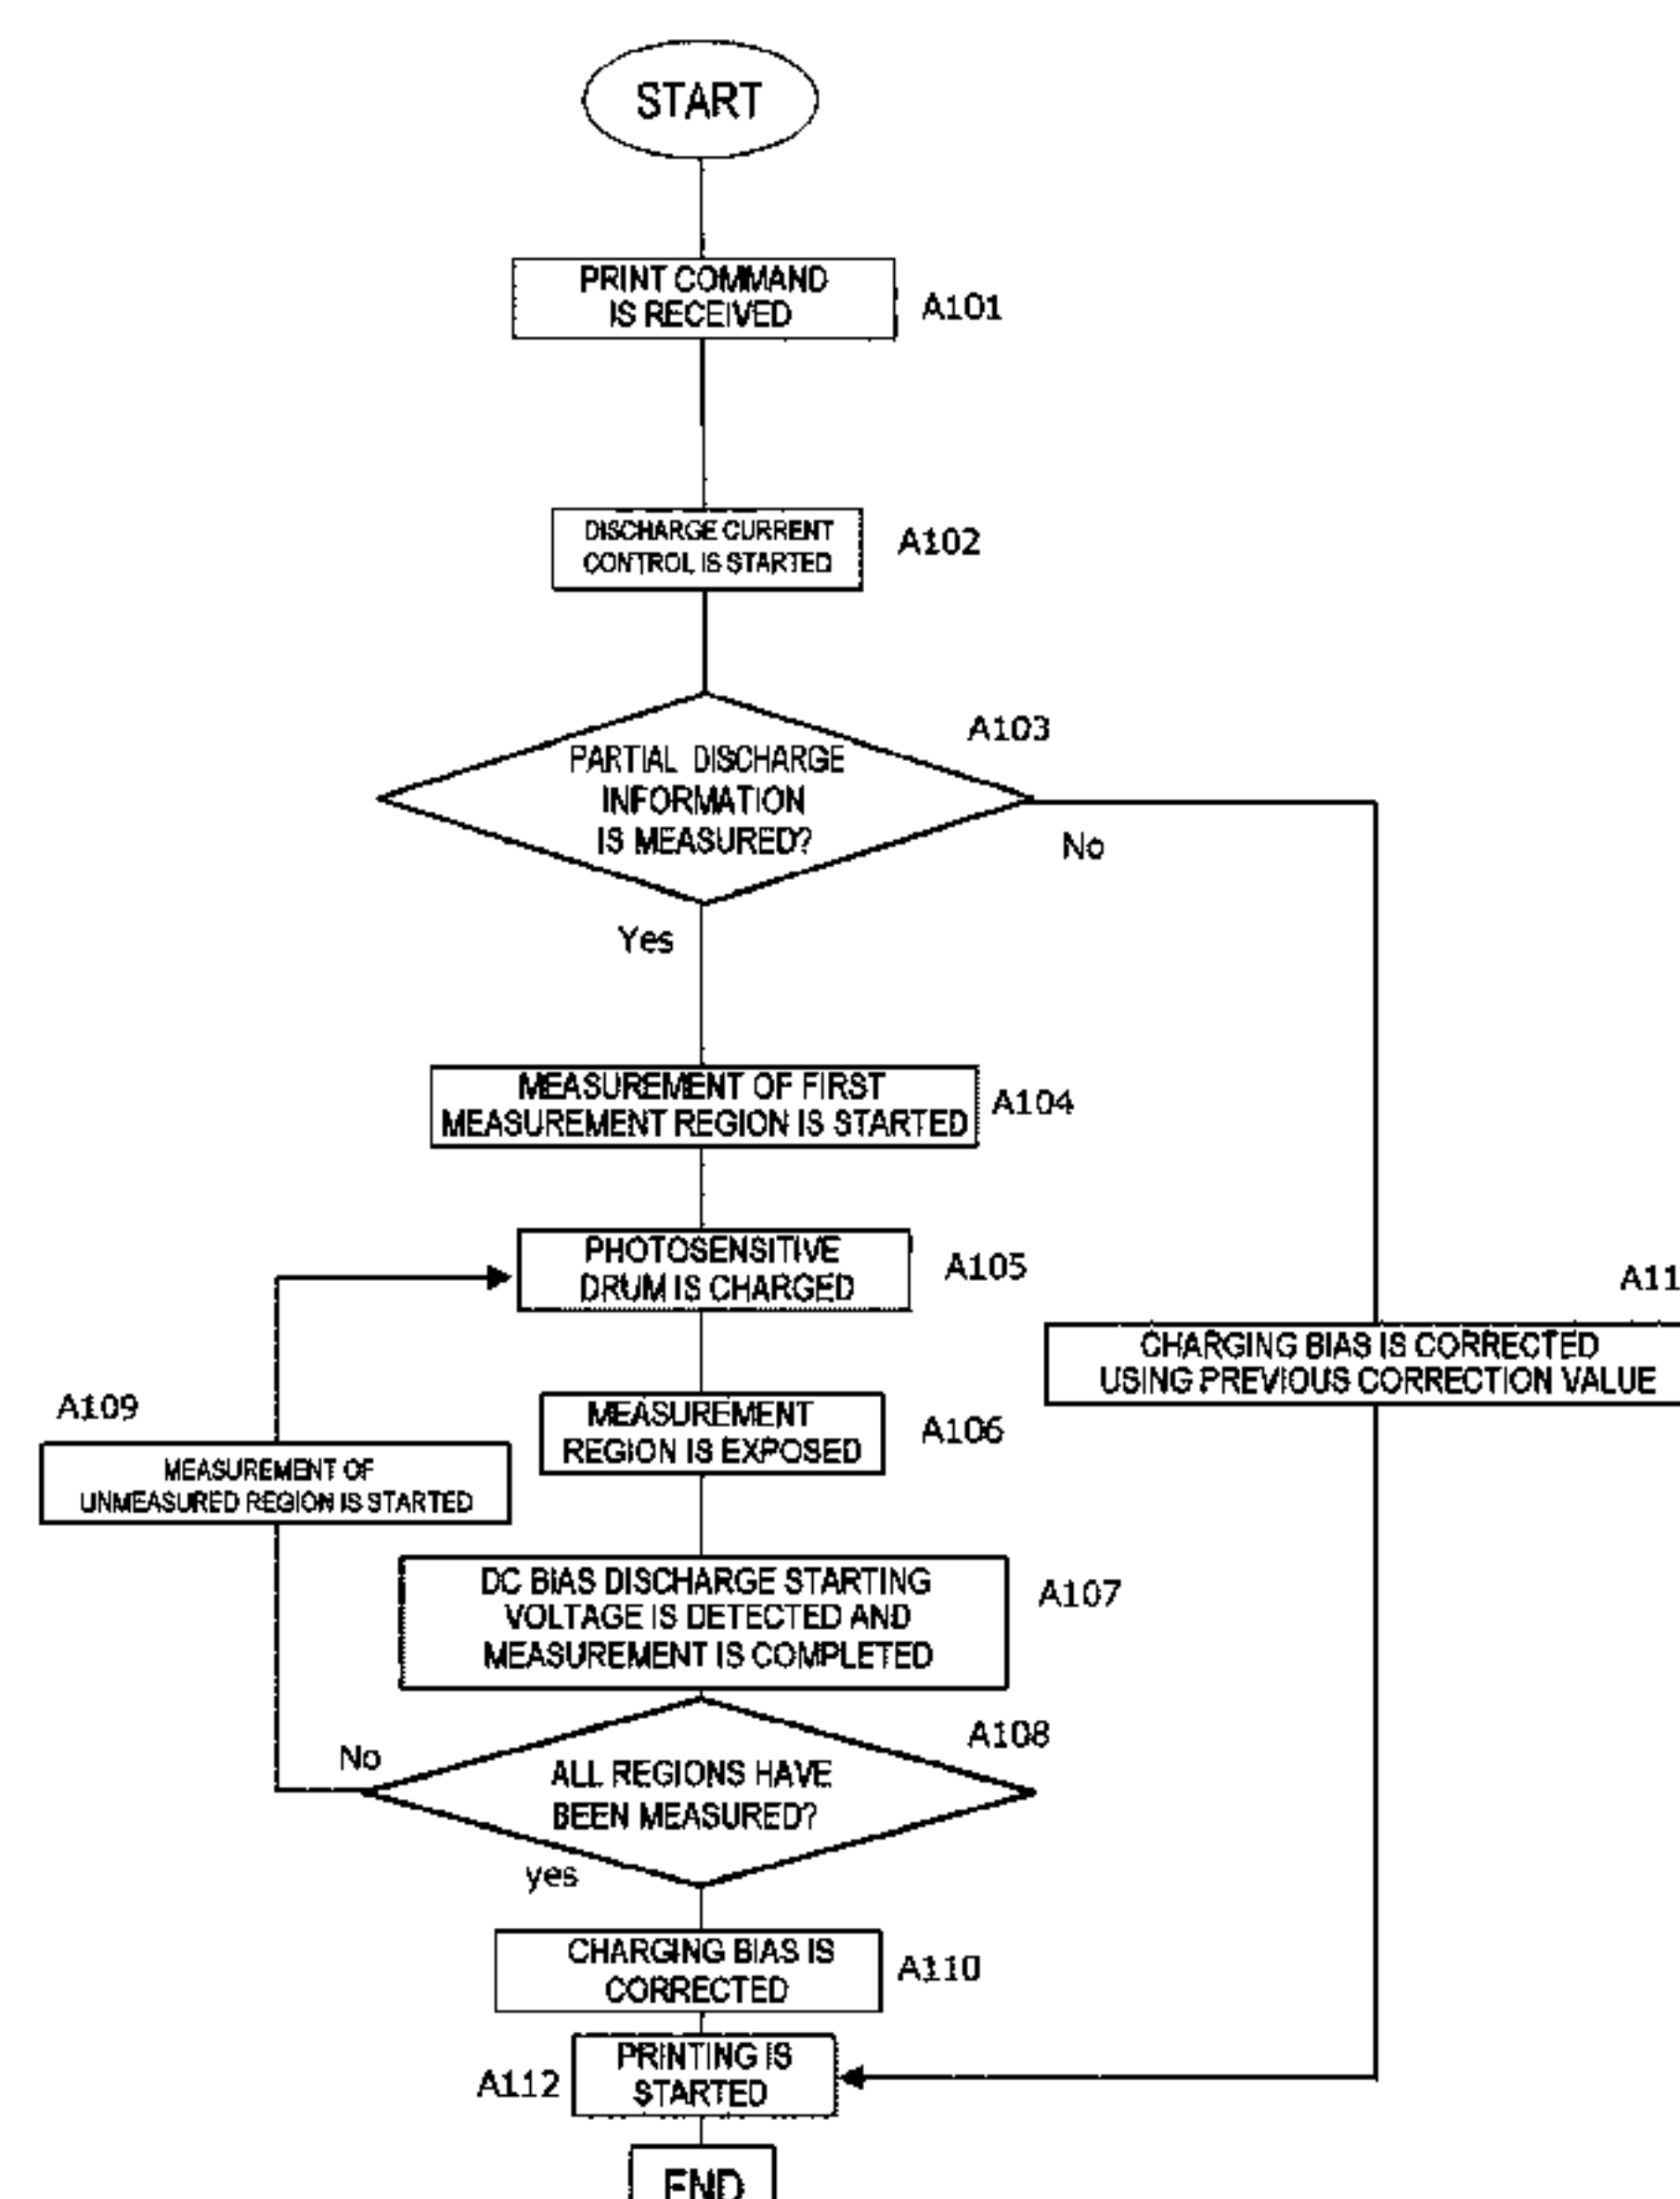 START
PRINT COMMAND
IS RECEIVED
A101
DISCHARGE CURRENT
CONTROL IS STARTED
A102
A103
PARTIAL DISCHARGE
INFORMATION
IS MEASURED?
No
Yes
MEASUREMENT OF FIRST
MEASUREMENT REGION IS STARTED
A104
PHOTOSENSITIVE
DRUM IS CHARGED
A105
A11
CHARGING BIAS IS CORRECTED
USING PREVIOUS CORRECTION VALUE
MEASUREMENT
REGION IS EXPOSED
A106
A109
MEASUREMENT OF
UNMEASURED REGION IS STARTED
DC BIAS DISCHARGE STARTING
VOLTAGE IS DETECTED AND
MEASUREMENT IS COMPLETED
A107
A108
No
ALL REGIONS HAVE
BEEN MEASURED?
yes
CHARGING BIAS IS
CORRECTED
A110
PRINTING IS
STARTED
A112
END